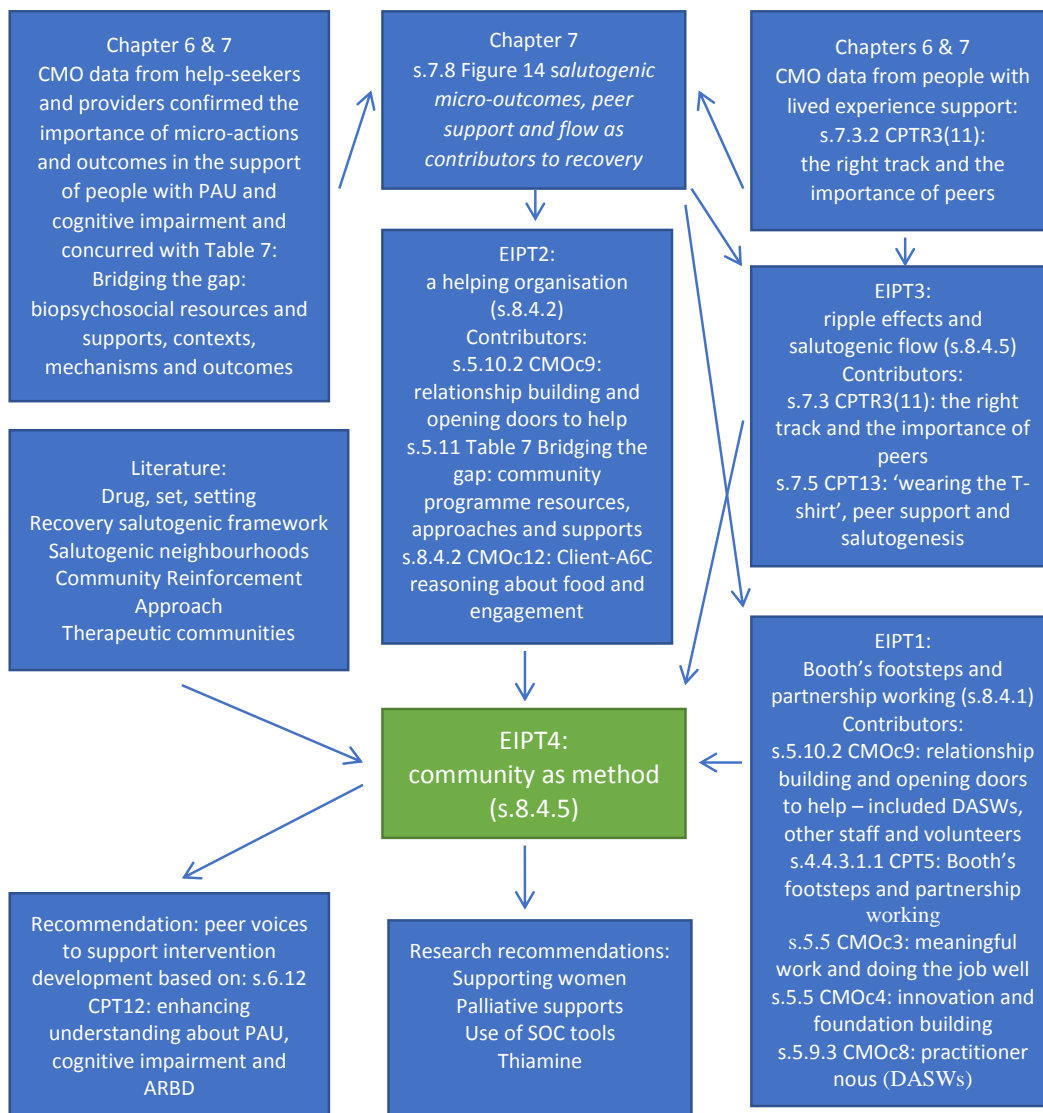 Chapter 6 & 7
CMO data from help-seekers
and providers confirmed the
importance of micro-actions
and outcomes in the support
of people with PAU and
cognitive impairment and
concurred with Table 7:
Bridging the gap:
biopsychosocial resources and
supports, contexts,
mechanisms and outcomes
Chapter 7
s.7.8 Figure 14 salutogenic
micro-outcomes, peer
support and flow as
contributors to recovery
Chapters 6 & 7
CMO data from people with
lived experience support:
s.7.3.2 CPTR3(11):
the right track and the
importance of peers
EIPT2:
a helping organisation
(s.8.4.2)
Contributors:
s.5.10.2 CMOc9:
relationship building and
opening doors to help
s.5.11 Table 7 Bridging the
gap: community
programme resources,
approaches and supports
s.8.4.2 CMOc12: Client-A6C
reasoning about food and
engagement
EIPT3:
ripple effects and
salutogenic flow (s.8.4.5)
Contributors:
s.7.3 CPTR3(11): the right
track and the importance of
peers
s.7.5 CPT13: ‘wearing the T-
shirt’, peer support and
salutogenesis
Literature:
Drug, set, setting
Recovery salutogenic framework
Salutogenic neighbourhoods
Community Reinforcement
Approach
Therapeutic communities
EIPT1:
Booth’s footsteps and
partnership working (s.8.4.1)
Contributors:
s.5.10.2 CMOc9: relationship
building and opening doors
to help – included DASWs,
other staff and volunteers
s.4.4.3.1.1 CPT5: Booth’s
footsteps and partnership
working
s.5.5 CMOc3: meaningful
work and doing the job well
s.5.5 CMOc4: innovation and
foundation building
s.5.9.3 CMOc8: practitioner
nous (DASWs)
EIPT4:
community as method
(s.8.4.5)
Recommendation: peer voices
to support intervention
development based on: s.6.12
CPT12: enhancing
understanding about PAU,
cognitive impairment and
ARBD
Research recommendations:
Supporting women
Palliative supports
Use of SOC tools
Thiamine